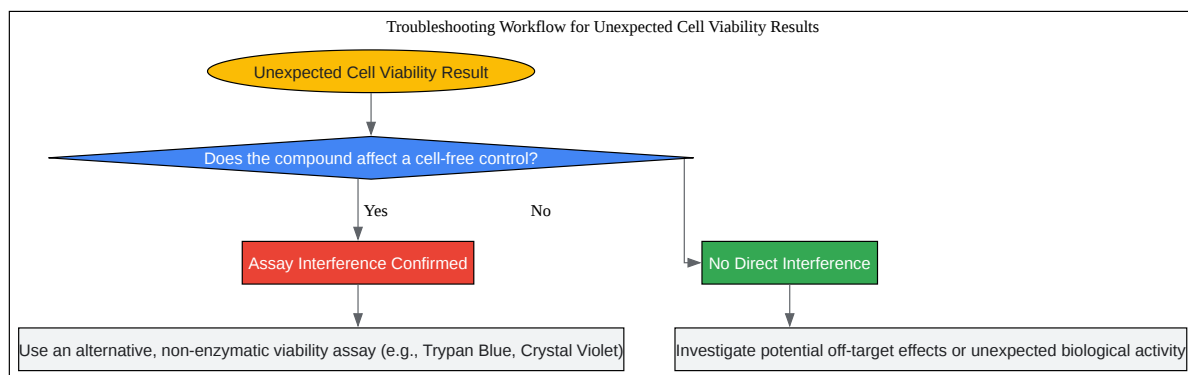 Troubleshooting Workflow for Unexpected Cell Viability Results
Unexpected Cell Viability Result
Does the compound affect a cell-free control?
Yes
No
Assay Interference Confirmed
No Direct Interference
Use an alternative, non-enzymatic viability assay (e.g., Trypan Blue, Crystal Violet)
Investigate potential off-target effects or unexpected biological activity